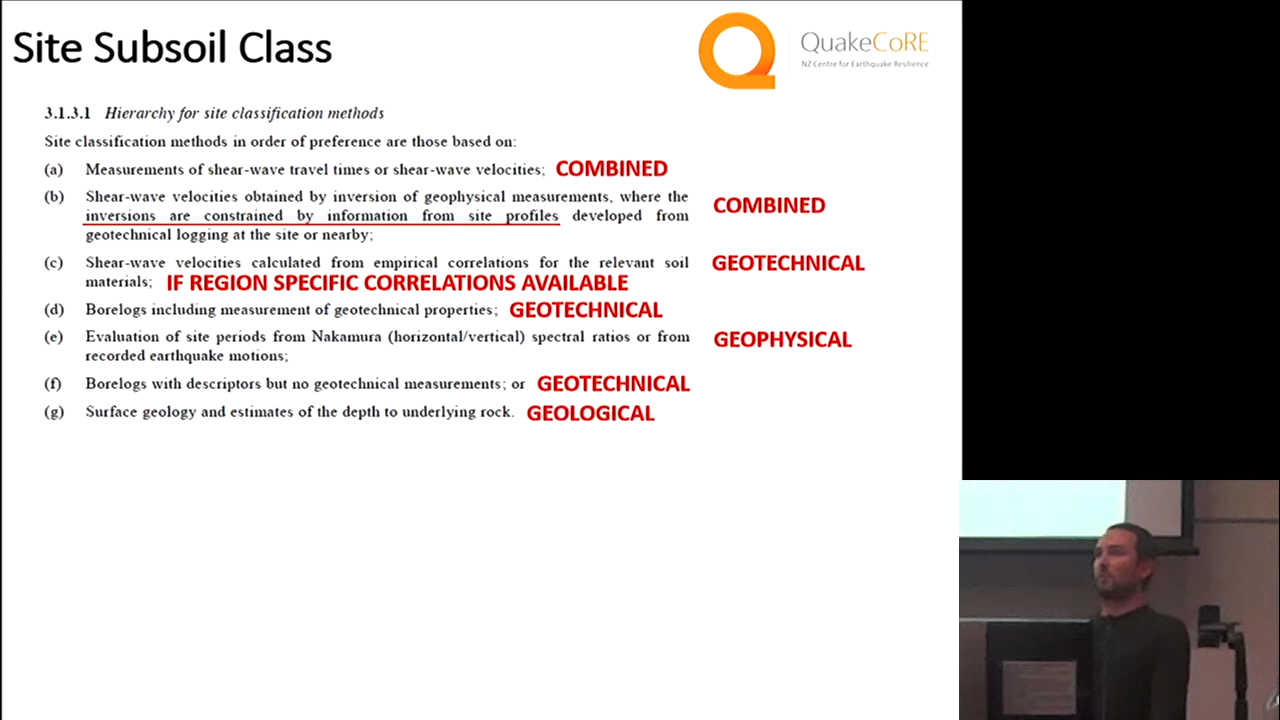 Site Subsoil Class
QuakeCoRE
NZ Centre for Earthquake Resilience
3.1.3.1 Hierarchy for site classification methods
Site classification methods in order of preference are those based on:
(a) Measurements of shear-wave travel times or shear-wave velocities; COMBINED
(b) Shear-wave velocities obtained by inversion of geophysical measurements, where the
inversions are constrained by information from site profiles developed from
geotechnical logging at the site or nearby;
COMBINED
(c) Shear-wave velocities calculated from empirical correlations for the relevant soil
materials; IF REGION SPECIFIC CORRELATIONS AVAILABLE
GEOTECHNICAL
(d) Borelogs including measurement of geotechnical properties; GEOTECHNICAL
(e) Evaluation of site periods from Nakamura (horizontal/vertical) spectral ratios or from
recorded earthquake motions;
GEOPHYSICAL
(f) Borelogs with descriptors but no geotechnical measurements; or GEOTECHNICAL
(g) Surface geology and estimates of the depth to underlying rock. GEOLOGICAL